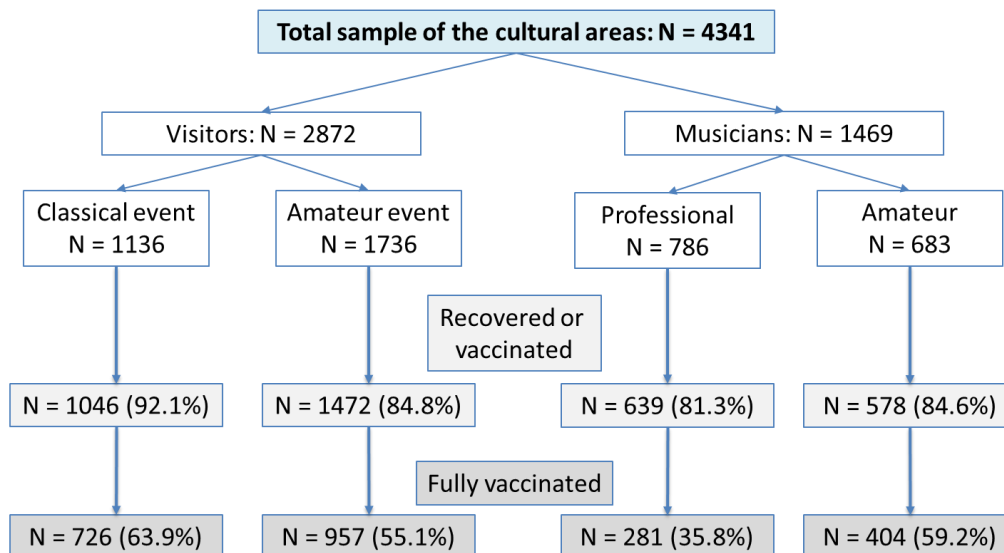 Total sample of the cultural areas: N = 4341
Visitors: N = 2872
Musicians: N = 1469
Classical event
N = 1136
Amateur event
N = 1736
Professional
N = 786
Amateur
N = 683
Recovered or
vaccinated
N = 1046 (92.1%)
N = 1472 (84.8%)
N = 639 (81.3%)
N = 578 (84.6%)
Fully vaccinated
N = 726 (63.9%)
N = 957 (55.1%)
N = 281 (35.8%)
N = 404 (59.2%)